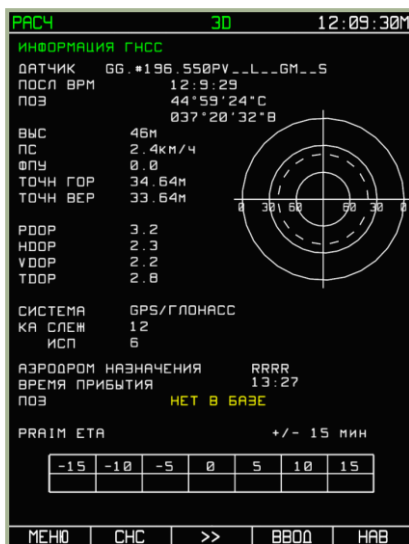 РАСЧ 3D 12:09:30М
ИНФОРМАЦИЯ ГНСС
ДАТЧИК GG.*196.550PV__L__GM__S
ПОСЛ ВРМ 12:9:29
ПОЗ 44°59'24"С
037°20'32"В
ВЫС 46м
ПС 2.4км/ч
ФПУ 0.0
ТОЧН ГОР 34.64м
ТОЧН ВЕР 33.64м
0 30 60 60 30 0
PDOP 3.2
HDOP 2.3
VDOP 2.2
TDOP 2.8
СИСТЕМА GPS/ГЛОНАСС
КА СЛЕЖ 12
ИСП 6
АЭРОДРОМ НАЗНАЧЕНИЯ RRRR
ВРЕМЯ ПРИБЫТИЯ 13:27
ПОЗ НЕТ В БАЗЕ
PRAIM ETA +/- 15 мин
-15 -10 -5 0 5 10 15
МЕНЮ СНС >> ВВОД НАВ